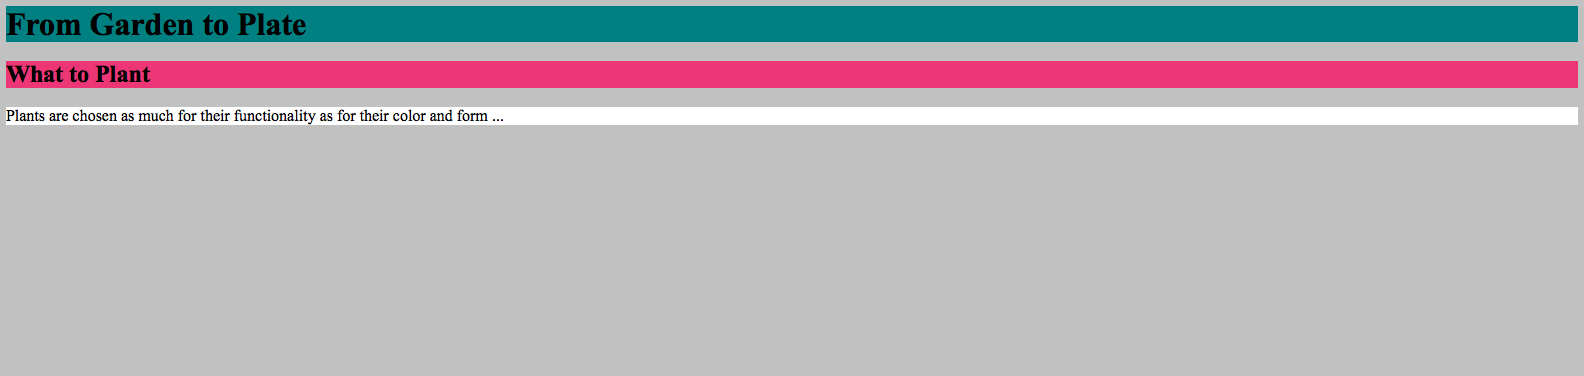 From Garden to Plate
What to Plant
Plants are chosen as much for their functionality as for their color and form ...